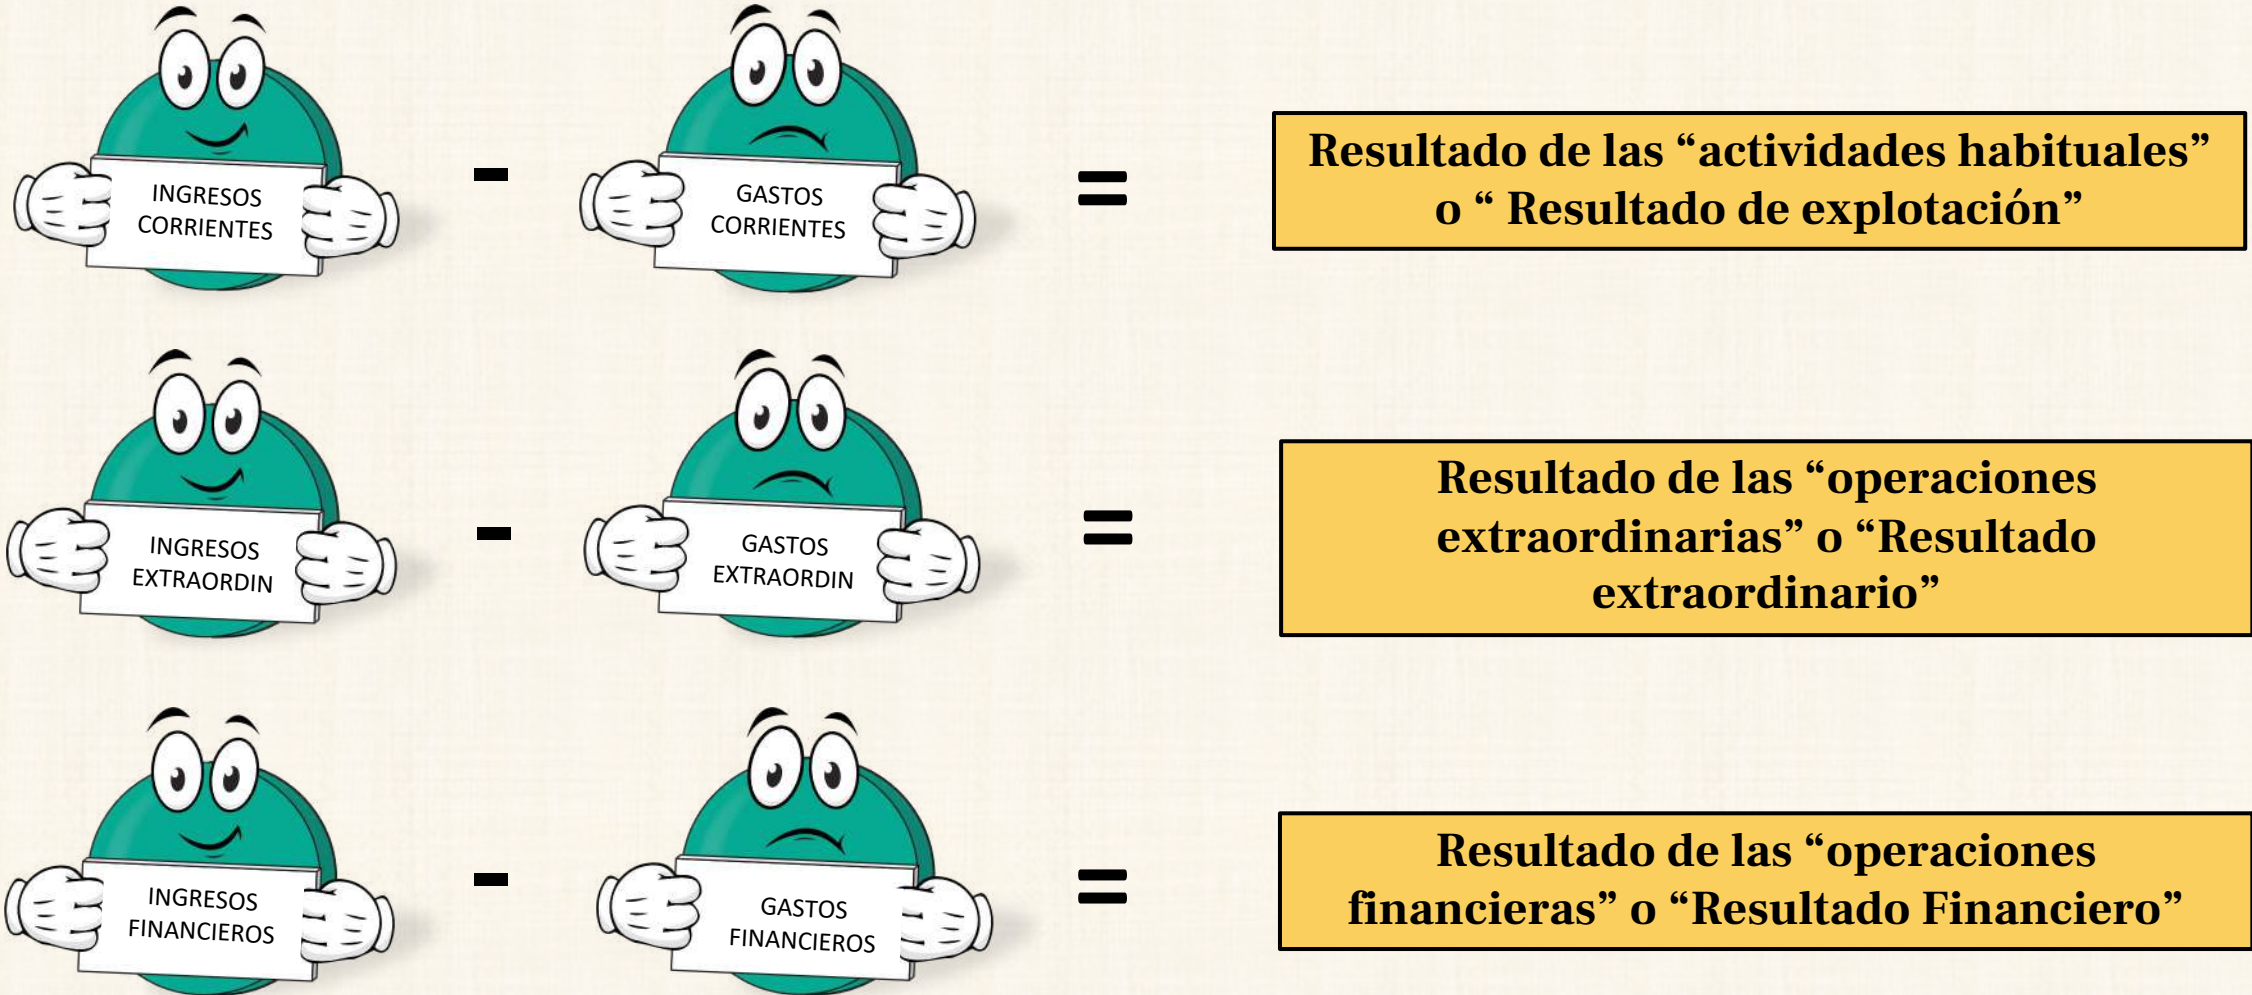 INGRESOS
CORRIENTES
-
GASTOS
CORRIENTES
=
Resultado de las “actividades habituales”
o “ Resultado de explotación”
INGRESOS
EXTRAORDIN
-
GASTOS
EXTRAORDIN
=
Resultado de las “operaciones
extraordinarias” o “Resultado
extraordinario”
INGRESOS
FINANCIEROS
-
GASTOS
FINANCIEROS
=
Resultado de las “operaciones
financieras” o “Resultado Financiero”